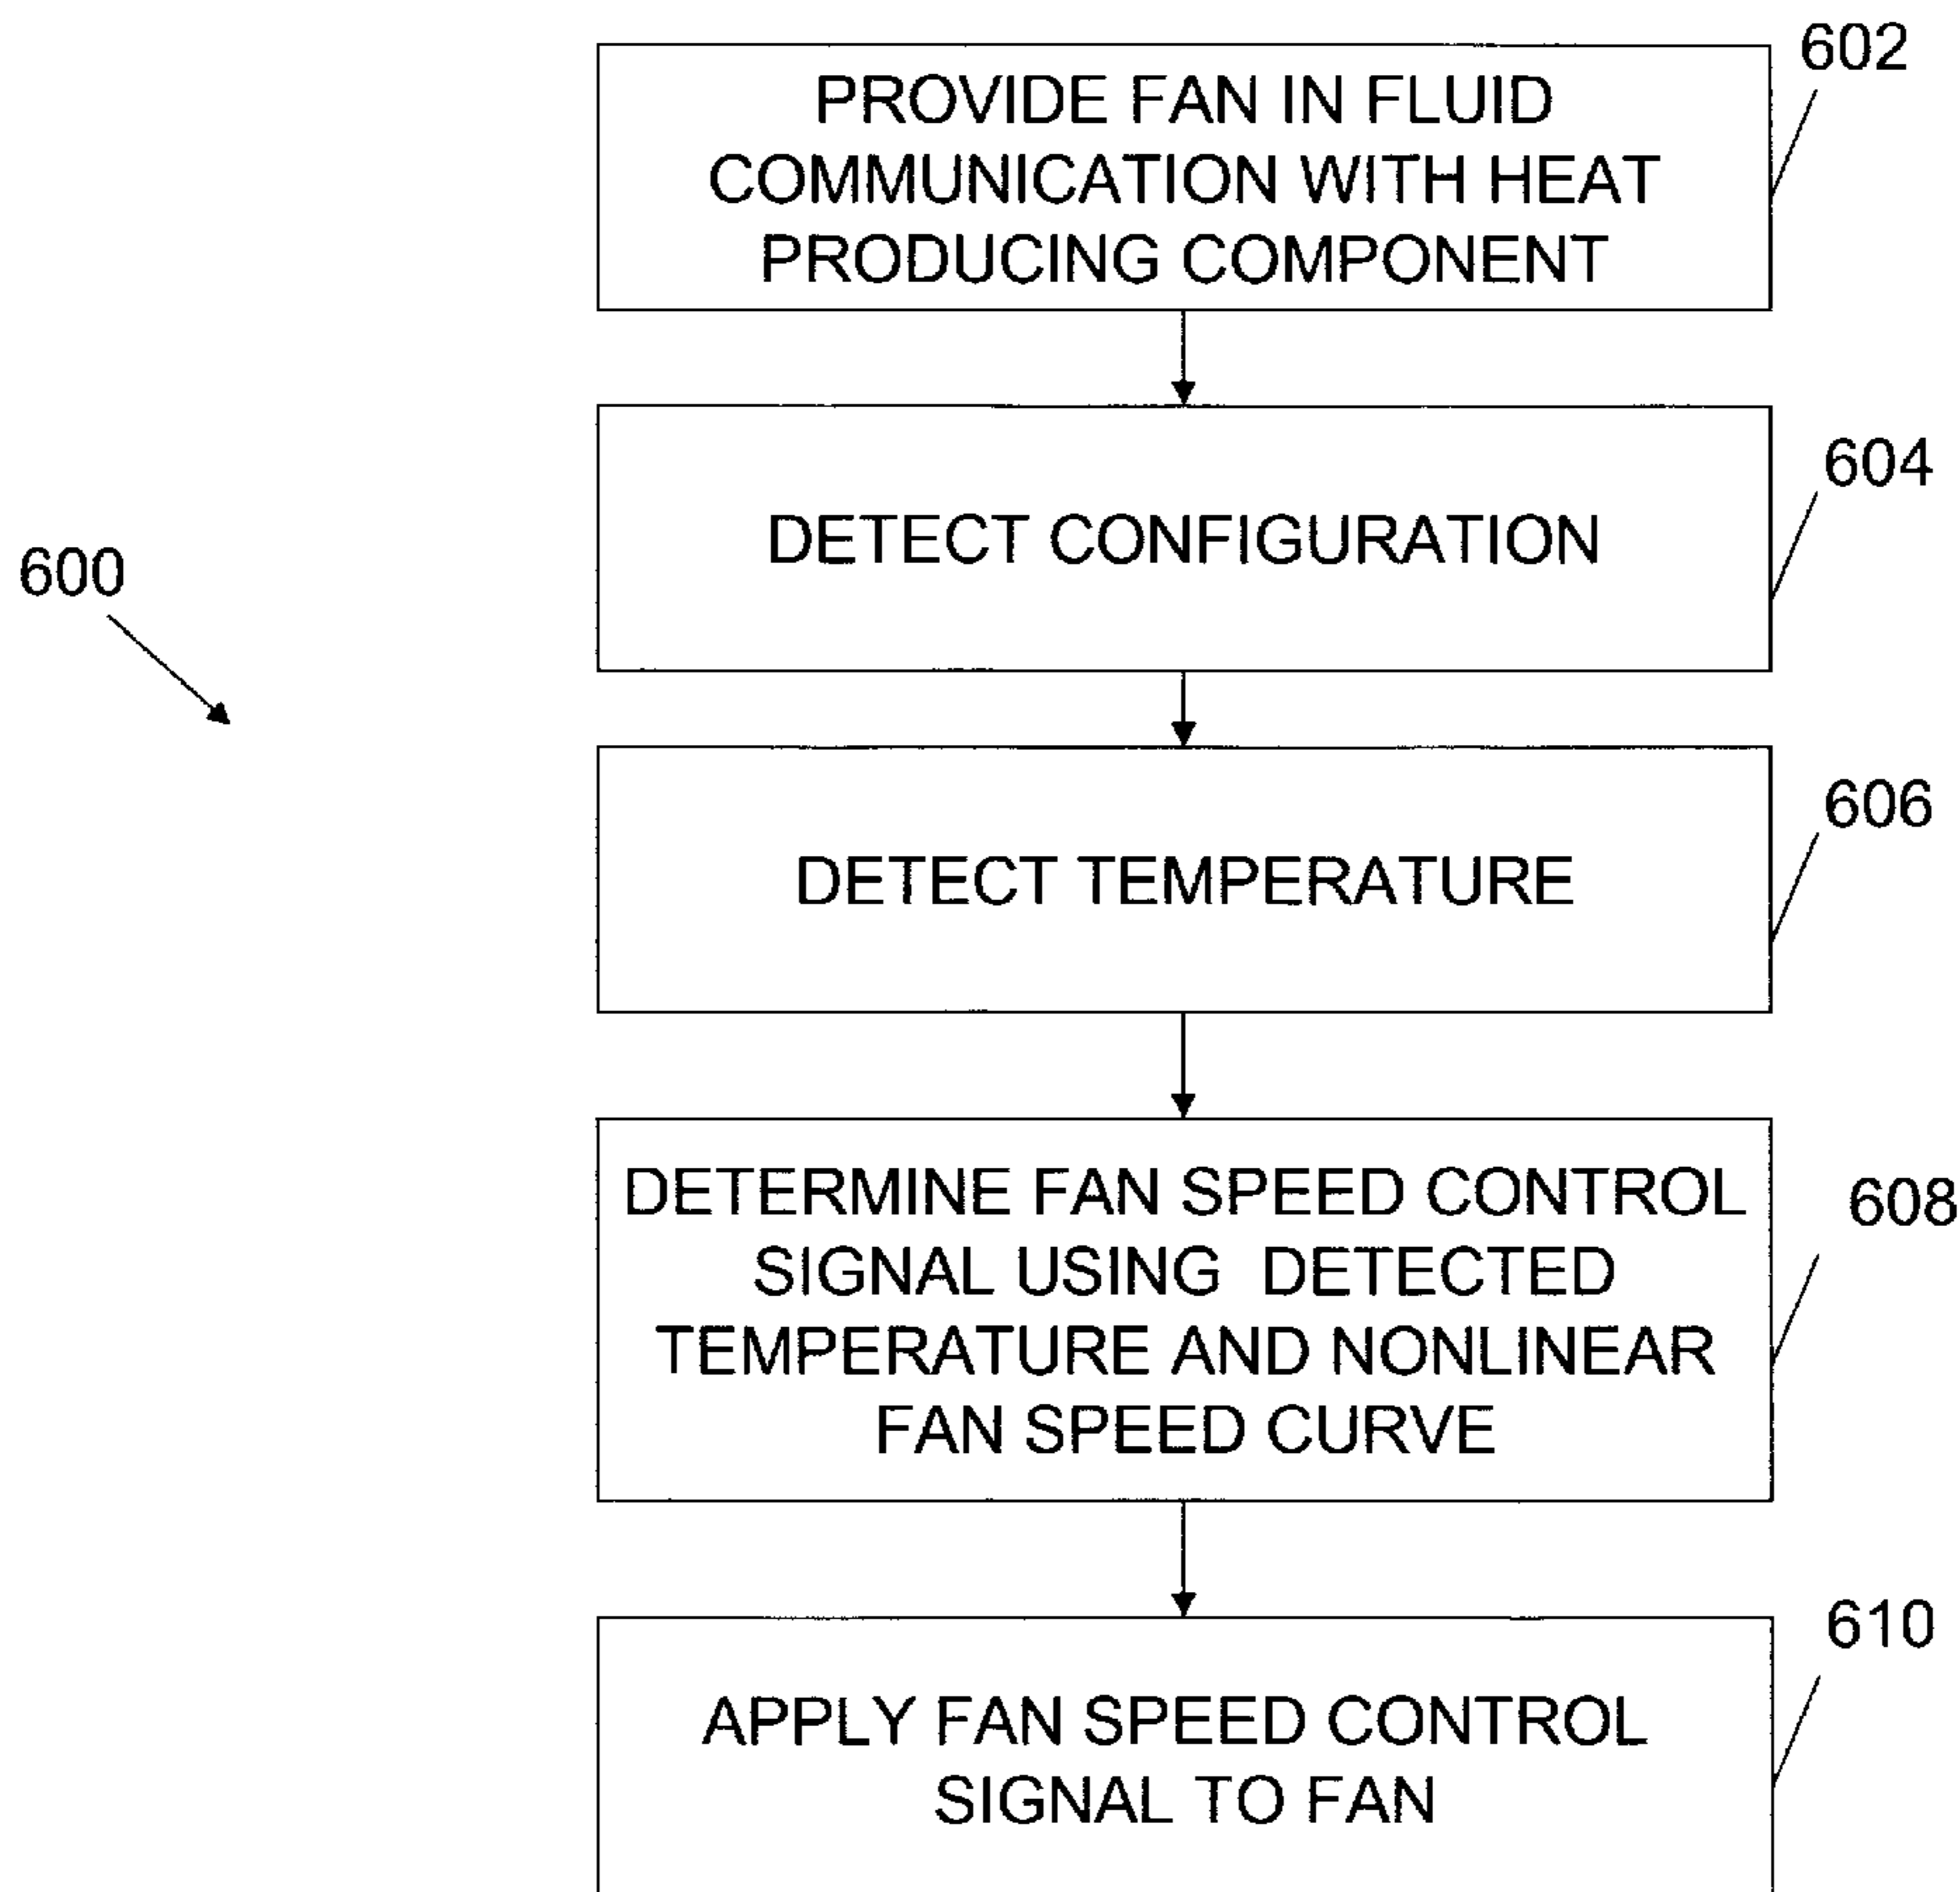 602
PROVIDE FAN IN FLUID
COMMUNICATION WITH HEAT
PRODUCING COMPONENT
604
DETECT CONFIGURATION
600
606
DETECT TEMPERATURE
608
DETERMINE FAN SPEED CONTROL
SIGNAL USING DETECTED
TEMPERATURE AND NONLINEAR
FAN SPEED CURVE
610
APPLY FAN SPEED CONTROL
SIGNAL TO FAN